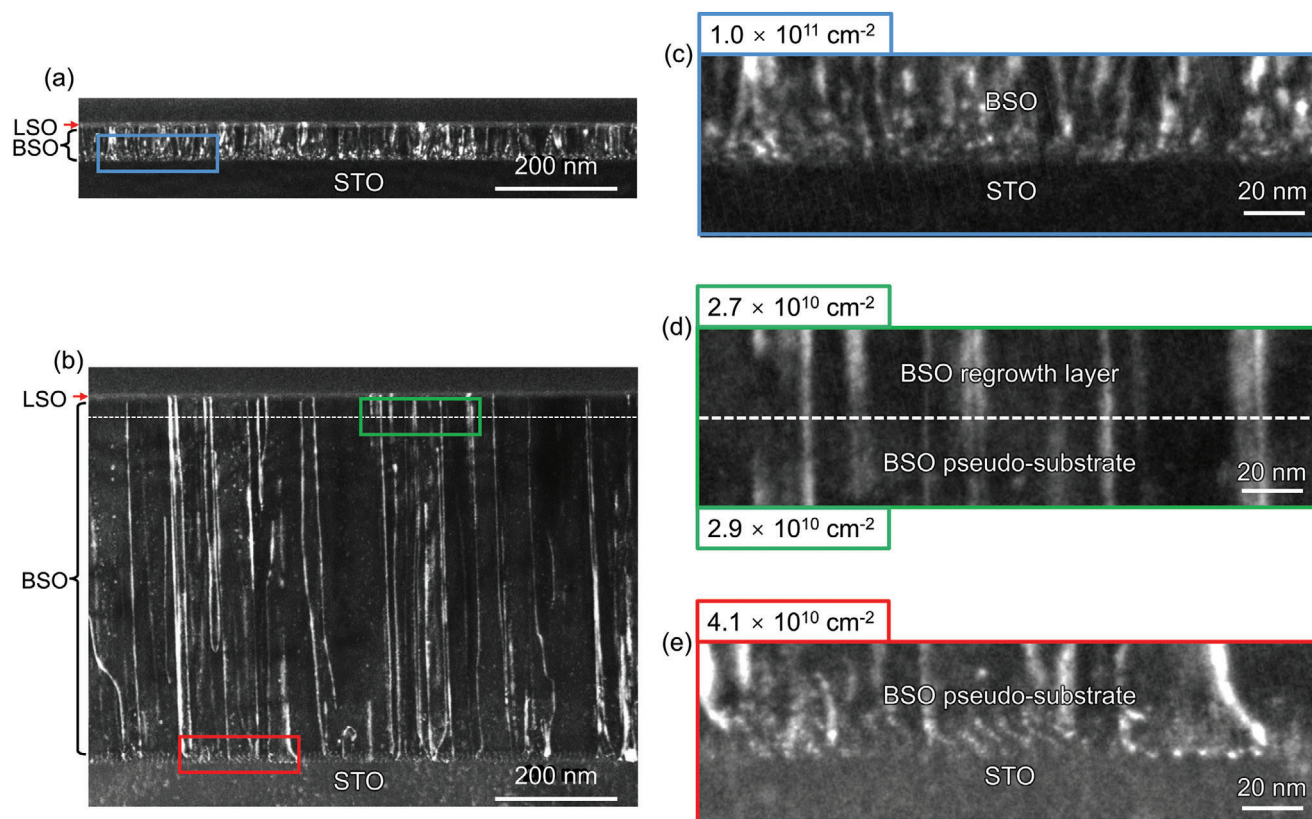 (a)
LSO
BSO
STO
200 nm
(c)
1.0 × 10¹¹ cm⁻²
BSO
STO
20 nm
(b)
LSO
BSO
STO
200 nm
(d)
2.7 × 10¹⁰ cm⁻²
BSO regrowth layer
BSO pseudo-substrate
20 nm
2.9 × 10¹⁰ cm⁻²
(e)
4.1 × 10¹⁰ cm⁻²
BSO pseudo-substrate
STO
20 nm